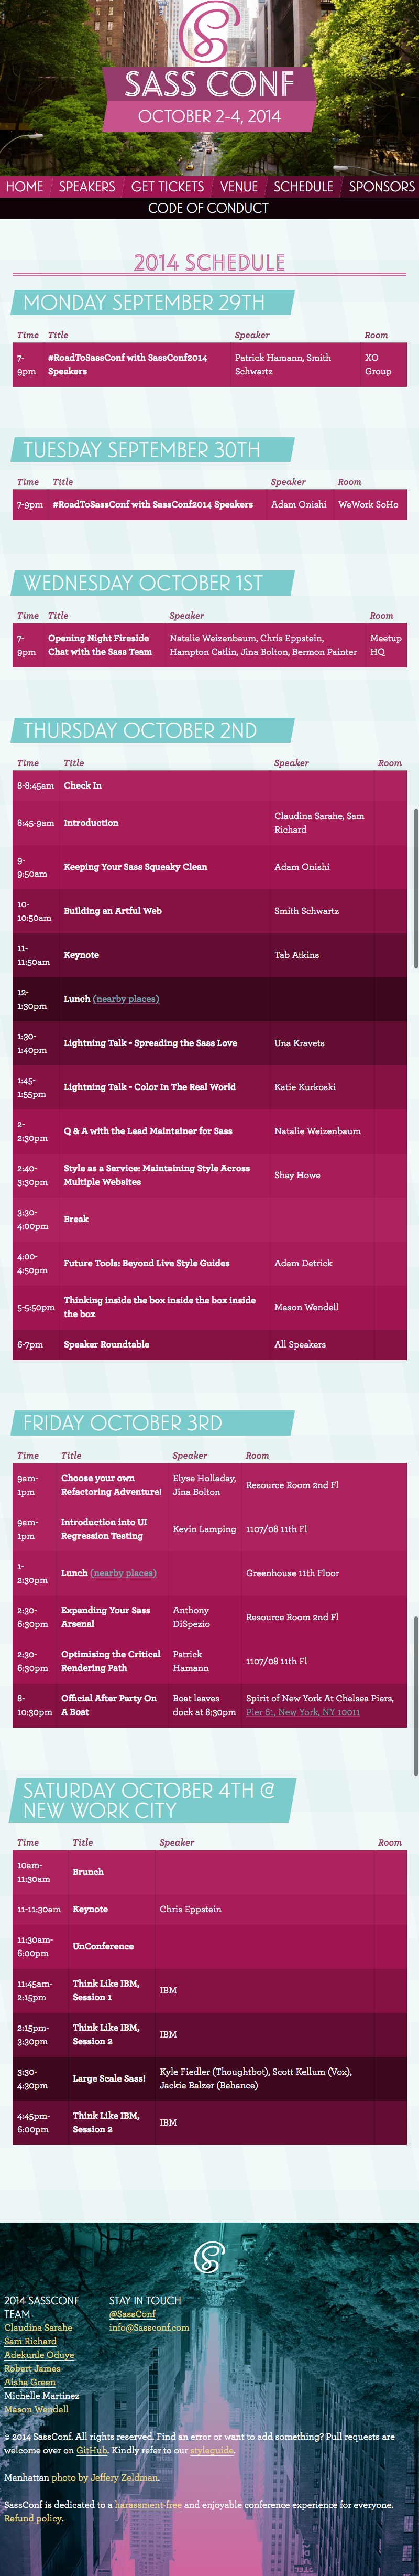 SASS CONF
OCTOBER 2-4, 2014
HOME SPEAKERS GET TICKETS VENUE SCHEDULE SPONSORS
CODE OF CONDUCT
2014 SCHEDULE
MONDAY SEPTEMBER 29TH
Time Title Speaker Room
7- #RoadToSassConf with SassConf2014 Patrick Hamann, Smith XO
9pm Speakers Schwartz Group
TUESDAY SEPTEMBER 30TH
Time Title Speaker Room
7-9pm #RoadToSassConf with SassConf2014 Speakers Adam Onishi WeWork SoHo
WEDNESDAY OCTOBER 1ST
Time Title Speaker Room
7- Opening Night Fireside Natalie Weizenbaum, Chris Eppstein, Meetup
9pm Chat with the Sass Team Hampton Catlin, Jina Bolton, Bermon Painter HQ
THURSDAY OCTOBER 2ND
Time Title Speaker Room
8-8:45am Check In
8:45-9am Introduction Claudina Sarahe, Sam
Richard
9-
9:50am Keeping Your Sass Squeaky Clean Adam Onishi
10-
10:50am Building an Artful Web Smith Schwartz
11-
11:50am Keynote Tab Atkins
12-
1:30pm Lunch (nearby places)
1:30-
1:40pm Lightning Talk - Spreading the Sass Love Una Kravets
1:45-
1:55pm Lightning Talk - Color In The Real World Katie Kurkoski
2-
2:30pm Q & A with the Lead Maintainer for Sass Natalie Weizenbaum
2:40- Style as a Service: Maintaining Style Across
3:30pm Multiple Websites Shay Howe
3:30-
4:00pm Break
4:00-
4:50pm Future Tools: Beyond Live Style Guides Adam Detrick
5-5:50pm Thinking inside the box inside the box inside
the box Mason Wendell
6-7pm Speaker Roundtable All Speakers
FRIDAY OCTOBER 3RD
Time Title Speaker Room
9am- Choose your own Elyse Holladay, Resource Room 2nd Fl
1pm Refactoring Adventure! Jina Bolton
9am- Introduction into UI Kevin Lamping 1107/08 11th Fl
1pm Regression Testing
1-
2:30pm Lunch (nearby places) Greenhouse 11th Floor
2:30- Expanding Your Sass Anthony Resource Room 2nd Fl
6:30pm Arsenal DiSpezio
2:30- Optimising the Critical Patrick 1107/08 11th Fl
6:30pm Rendering Path Hamann
8- Official After Party On Boat leaves Spirit of New York At Chelsea Piers,
10:30pm A Boat dock at 8:30pm Pier 61, New York, NY 10011
SATURDAY OCTOBER 4TH @
NEW WORK CITY
Time Title Speaker Room
10am-
11:30am Brunch
11-11:30am Keynote Chris Eppstein
11:30am-
6:00pm UnConference
11:45am- Think Like IBM, IBM
2:15pm Session 1
2:15pm- Think Like IBM, IBM
3:30pm Session 2
3:30- Large Scale Sass! Kyle Fiedler (Thoughtbot), Scott Kellum (Vox),
4:30pm Jackie Balzer (Behance)
4:45pm- Think Like IBM, IBM
6:00pm Session 2
2014 SASSCONF STAY IN TOUCH
TEAM @SassConf
Claudina Sarahe info@Sassconf.com
Sam Richard
Adekunle Oduye
Robert James
Aisha Green
Michelle Martinez
Mason Wendell
© 2014 SassConf. All rights reserved. Find an error or want to add something? Pull requests are
welcome over on GitHub. Kindly refer to our styleguide.
Manhattan photo by Jeffery Zeldman.
SassConf is dedicated to a harassment-free and enjoyable conference experience for everyone.
Refund policy.